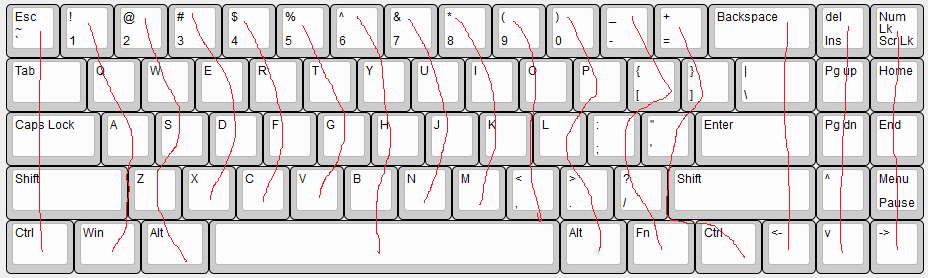 Esc ! @ # $ % ^ & * ( ) _ + Backspace del Num
~ Lk
` 1 2 3 4 5 6 7 8 9 0 - = Ins Scr Lk
Tab Q W E R T Y U I O P { } | Pg up Home
[ ] \
Caps Lock A S D F G H J K L : " Enter Pg dn End
; '
Shift Z X C V B N M < > ? Shift ^ Menu
, . / Pause
Ctrl Win Alt Alt Fn Ctrl <- v ->